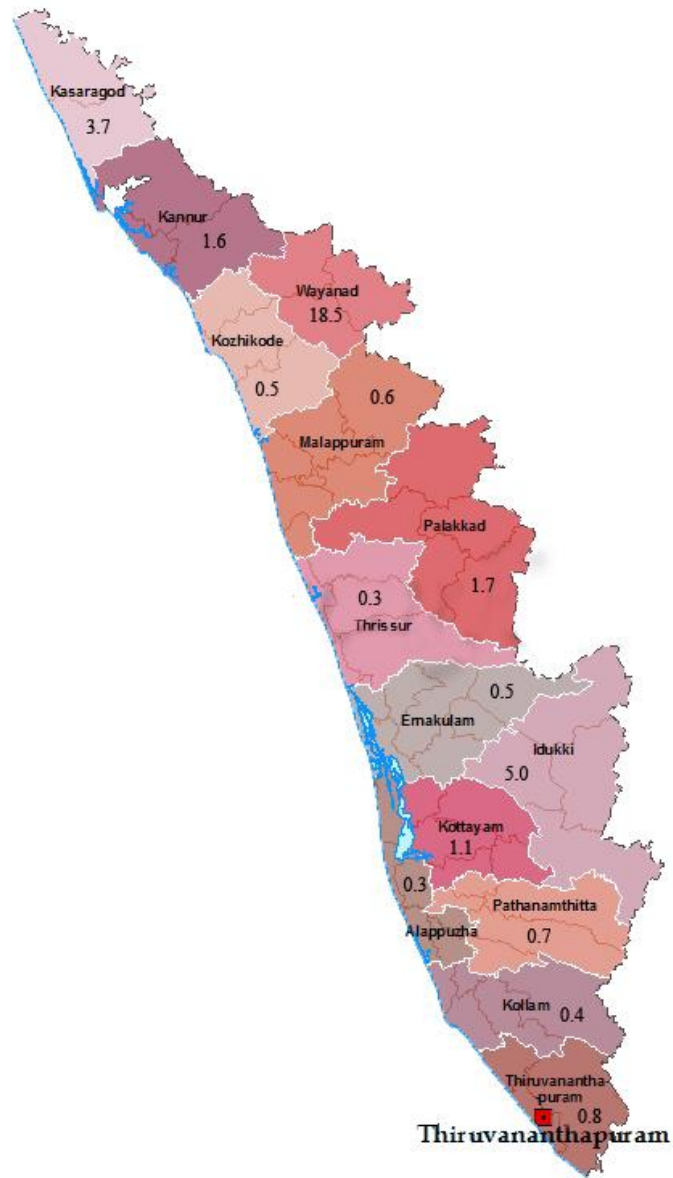 Kasaragod
3.7
Kannur
1.6
Wayanad
18.5
Kozhikode
0.5
0.6
Malappuram
Palakkad
1.7
0.3
Thrissur
0.5
Ernakulam
Idukki
5.0
Kottayam
1.1
0.3
Pathanamthitta
Alappuzha
0.7
Kollam
0.4
Thiruvanantha-
puram
0.8
Thiruvananthapuram